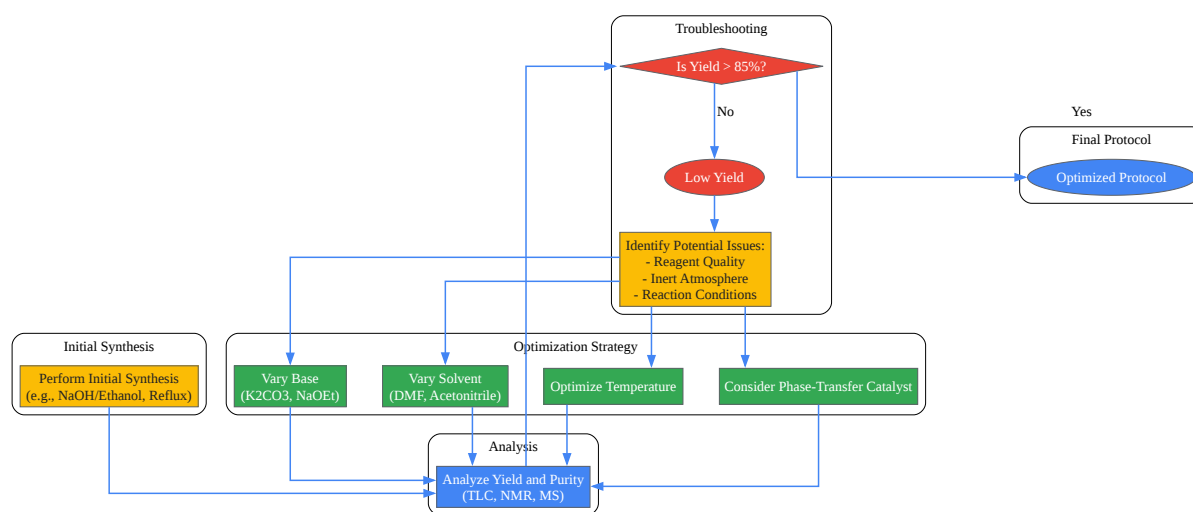 Troubleshooting
Is Yield > 85%?
No
Yes
Final Protocol
Low Yield
Optimized Protocol
Identify Potential Issues:
- Reagent Quality
- Inert Atmosphere
- Reaction Conditions
Initial Synthesis
Optimization Strategy
Perform Initial Synthesis
(e.g., NaOH/Ethanol, Reflux)
Vary Base
(K2CO3, NaOEt)
Vary Solvent
(DMF, Acetonitrile)
Optimize Temperature
Consider Phase-Transfer Catalyst
Analysis
Analyze Yield and Purity
(TLC, NMR, MS)